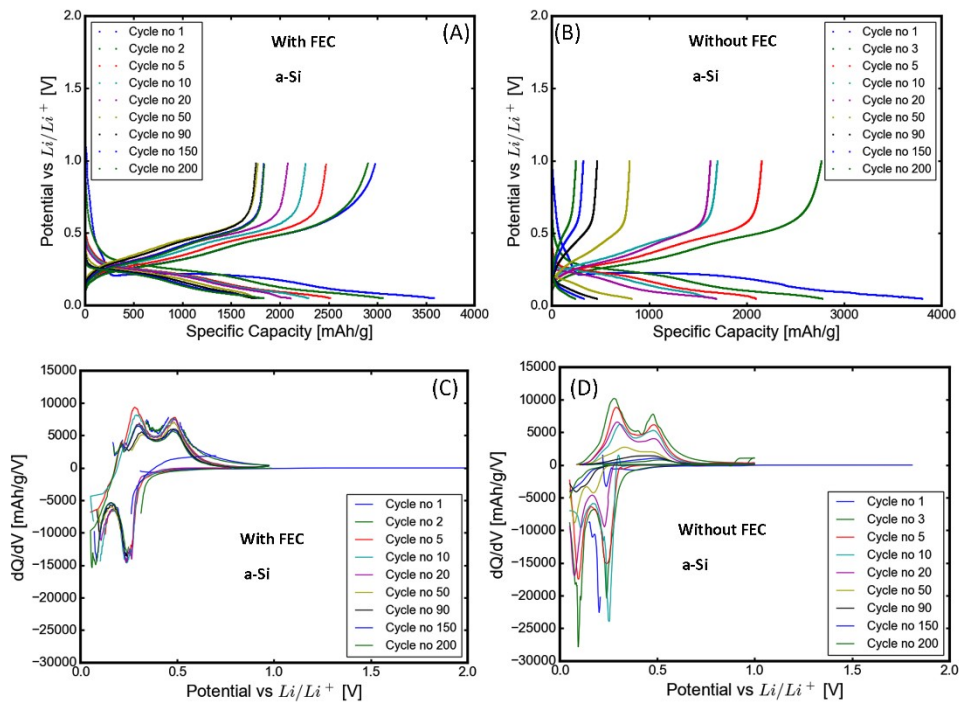 (A)
With FEC
a-Si
Cycle no 1
Cycle no 2
Cycle no 5
Cycle no 10
Cycle no 20
Cycle no 50
Cycle no 90
Cycle no 150
Cycle no 200
2.0
1.5
1.0
0.5
0.0
0 500 1000 1500 2000 2500 3000 3500 4000
Potential vs Li/Li+ [V]
Specific Capacity [mAh/g]
(B)
Without FEC
a-Si
Cycle no 1
Cycle no 3
Cycle no 5
Cycle no 10
Cycle no 20
Cycle no 50
Cycle no 90
Cycle no 150
Cycle no 200
2.0
1.5
1.0
0.5
0.0
0 1000 2000 3000 4000
Potential vs Li/Li+ [V]
Specific Capacity [mAh/g]
(C)
With FEC
a-Si
Cycle no 1
Cycle no 2
Cycle no 5
Cycle no 10
Cycle no 20
Cycle no 50
Cycle no 90
Cycle no 150
Cycle no 200
15000
10000
5000
0
−5000
−10000
−15000
−20000
−25000
−30000
0.0 0.5 1.0 1.5 2.0
dQ/dV [mAh/g/V]
Potential vs Li/Li+ [V]
(D)
Without FEC
a-Si
Cycle no 1
Cycle no 3
Cycle no 5
Cycle no 10
Cycle no 20
Cycle no 50
Cycle no 90
Cycle no 150
Cycle no 200
15000
10000
5000
0
−5000
−10000
−15000
−20000
−25000
−30000
0.0 0.5 1.0 1.5 2.0
dQ/dV [mAh/g/V]
Potential vs Li/Li+ [V]